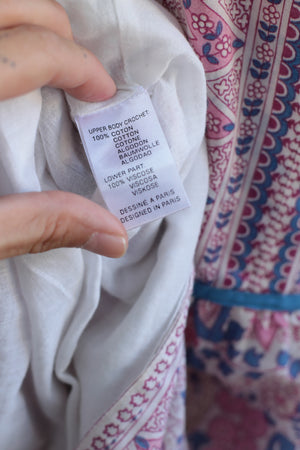 UPPER BODY CROCHET:
100% COTON
COTTON
COTONE
ALGODON
BAUMWOLLE
ALGODAO
LOWER PART:
100% VISCOSE
VISCOSA
VISKOSE
DESSINE A PARIS
DESIGNED IN PARIS